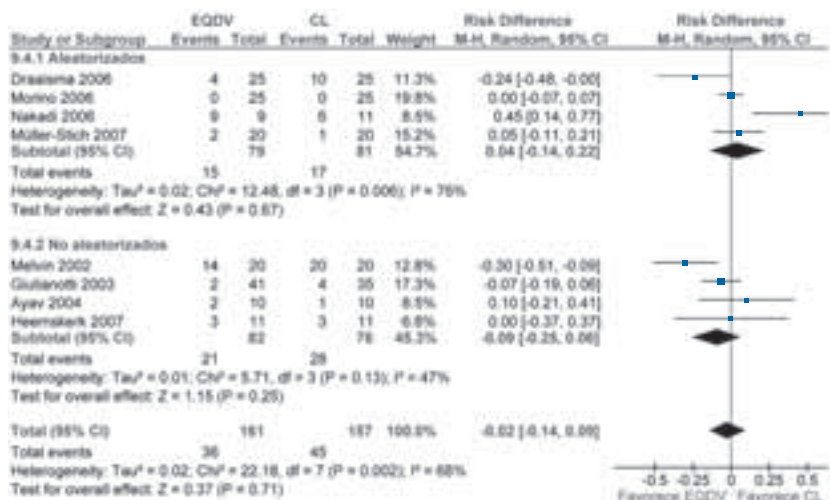 EQDV CL Risk Difference Risk Difference
Study or Subgroup Events Total Events Total Weight M-H, Random, 95% CI M-H, Random, 95% CI
9.4.1 Aleatorizados
Draaisma 2006 4 25 10 25 11.3% -0.24 [-0.48, -0.00]
Morino 2006 0 25 0 25 19.8% 0.00 [-0.07, 0.07]
Nakadi 2006 9 9 6 11 8.5% 0.45 [0.14, 0.77]
Müller-Stich 2007 2 20 1 20 15.2% 0.05 [-0.11, 0.21]
Subtotal (95% CI) 79 81 54.7% 0.04 [-0.14, 0.22]
Total events 15 17
Heterogeneity: Tau² = 0.02; Chi² = 12.48, df = 3 (P = 0.006); I² = 76%
Test for overall effect: Z = 0.43 (P = 0.67)
9.4.2 No aleatorizados
Melvin 2002 14 20 20 20 12.8% -0.30 [-0.51, -0.09]
Giulianotti 2003 2 41 4 35 17.3% -0.07 [-0.19, 0.06]
Ayav 2004 2 10 1 10 8.5% 0.10 [-0.21, 0.41]
Heemskerk 2007 3 11 3 11 6.8% 0.00 [-0.37, 0.37]
Subtotal (95% CI) 82 76 45.3% -0.09 [-0.25, 0.06]
Total events 21 28
Heterogeneity: Tau² = 0.01; Chi² = 5.71, df = 3 (P = 0.13); I² = 47%
Test for overall effect: Z = 1.15 (P = 0.25)
Total (95% CI) 161 157 100.0% -0.02 [-0.14, 0.09]
Total events 36 45
Heterogeneity: Tau² = 0.02; Chi² = 22.18, df = 7 (P = 0.002); I² = 68%
Test for overall effect: Z = 0.37 (P = 0.71)
-0.5 -0.25 0 0.25 0.5
Favorece EQDV Favorece CL